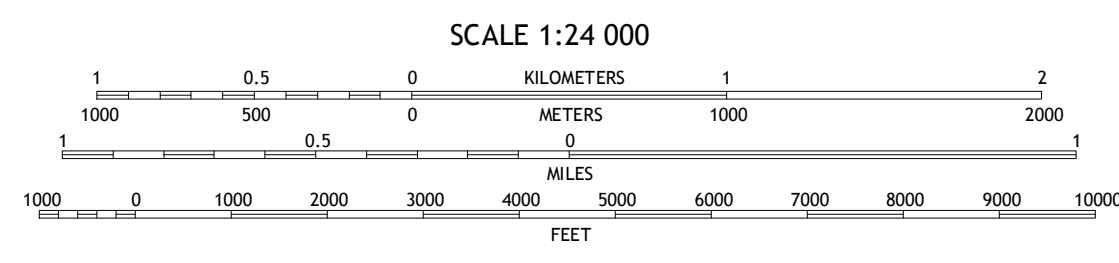 SCALE 1:24 000
1 0.5 0 KILOMETERS 1 2
1000 500 0 METERS 1000 2000
1 0.5 0 1
MILES
1000 0 1000 2000 3000 4000 5000 6000 7000 8000 9000 10000
FEET